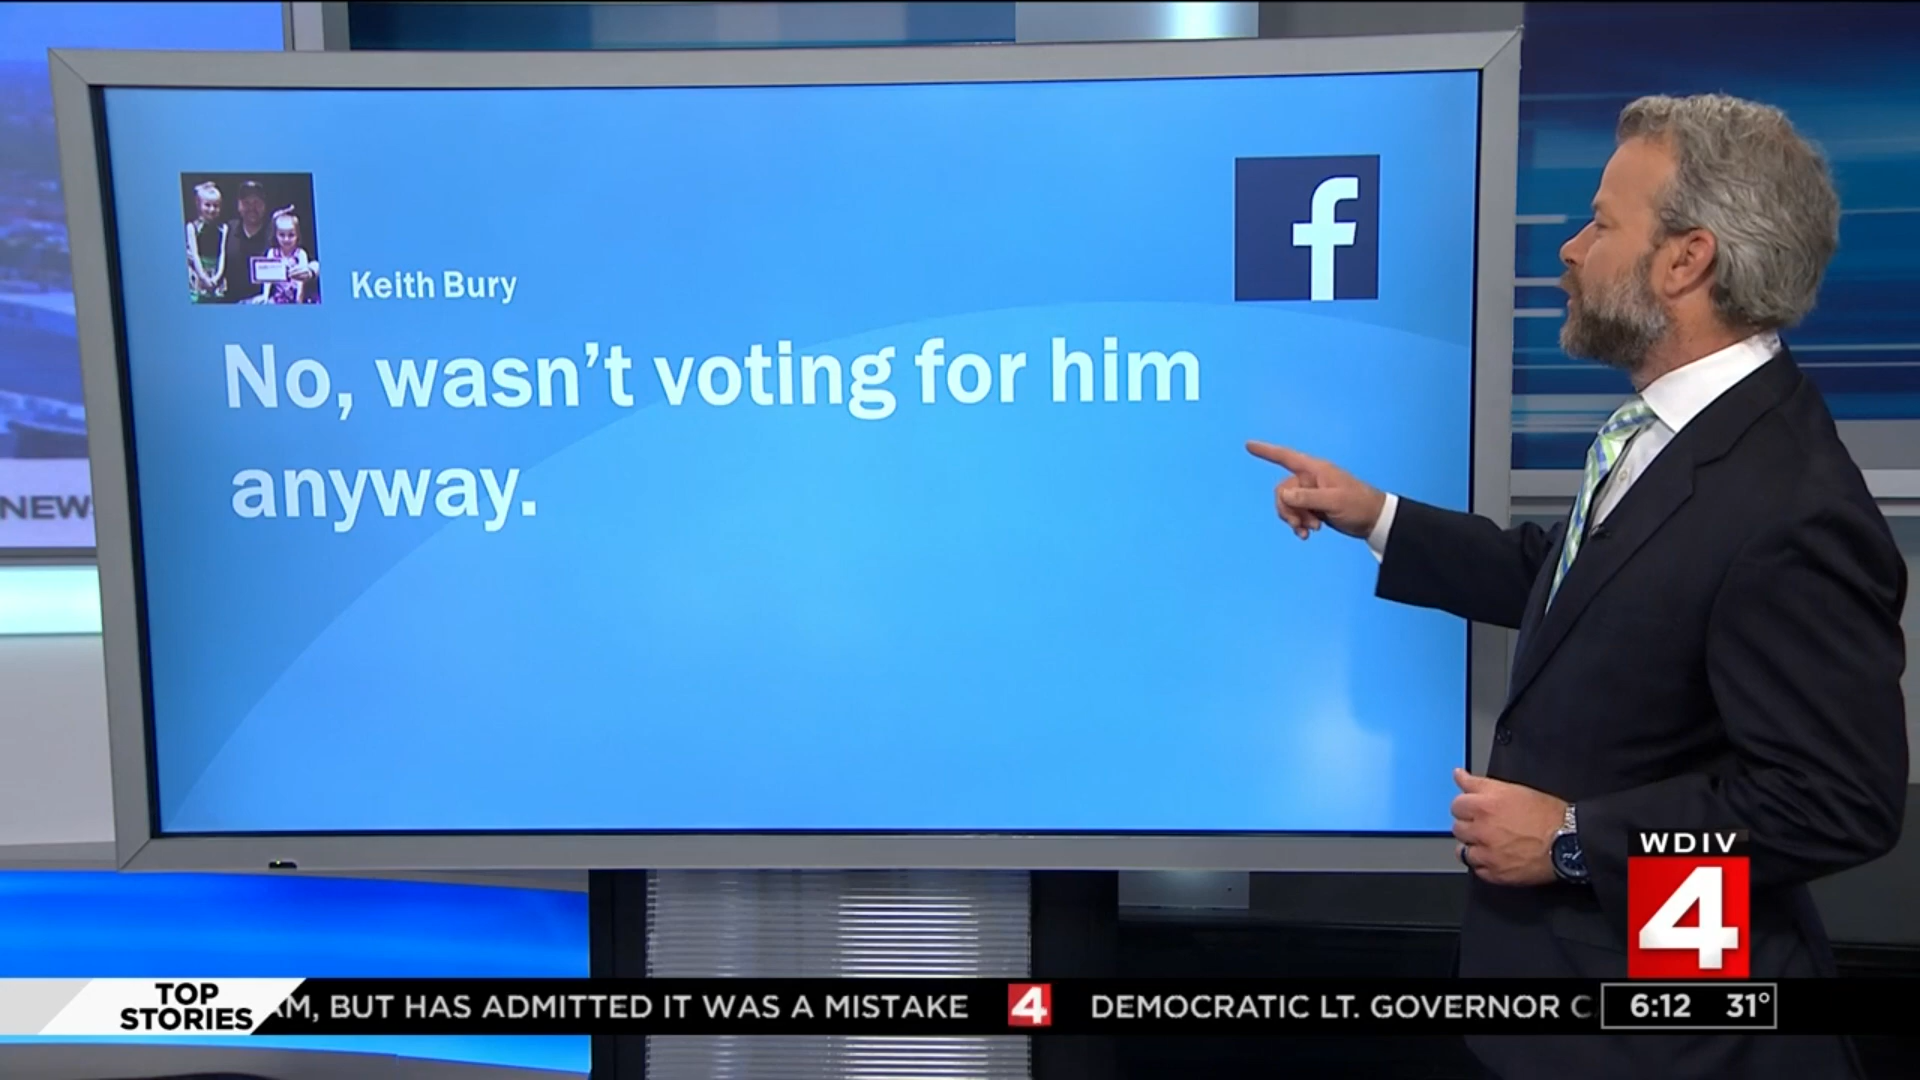 Keith Bury
f
No, wasn't voting for him
anyway.
NEW
WDIV
4
TOP
STORIES
M, BUT HAS ADMITTED IT WAS A MISTAKE 4 DEMOCRATIC LT. GOVERNOR C
6:12 31°